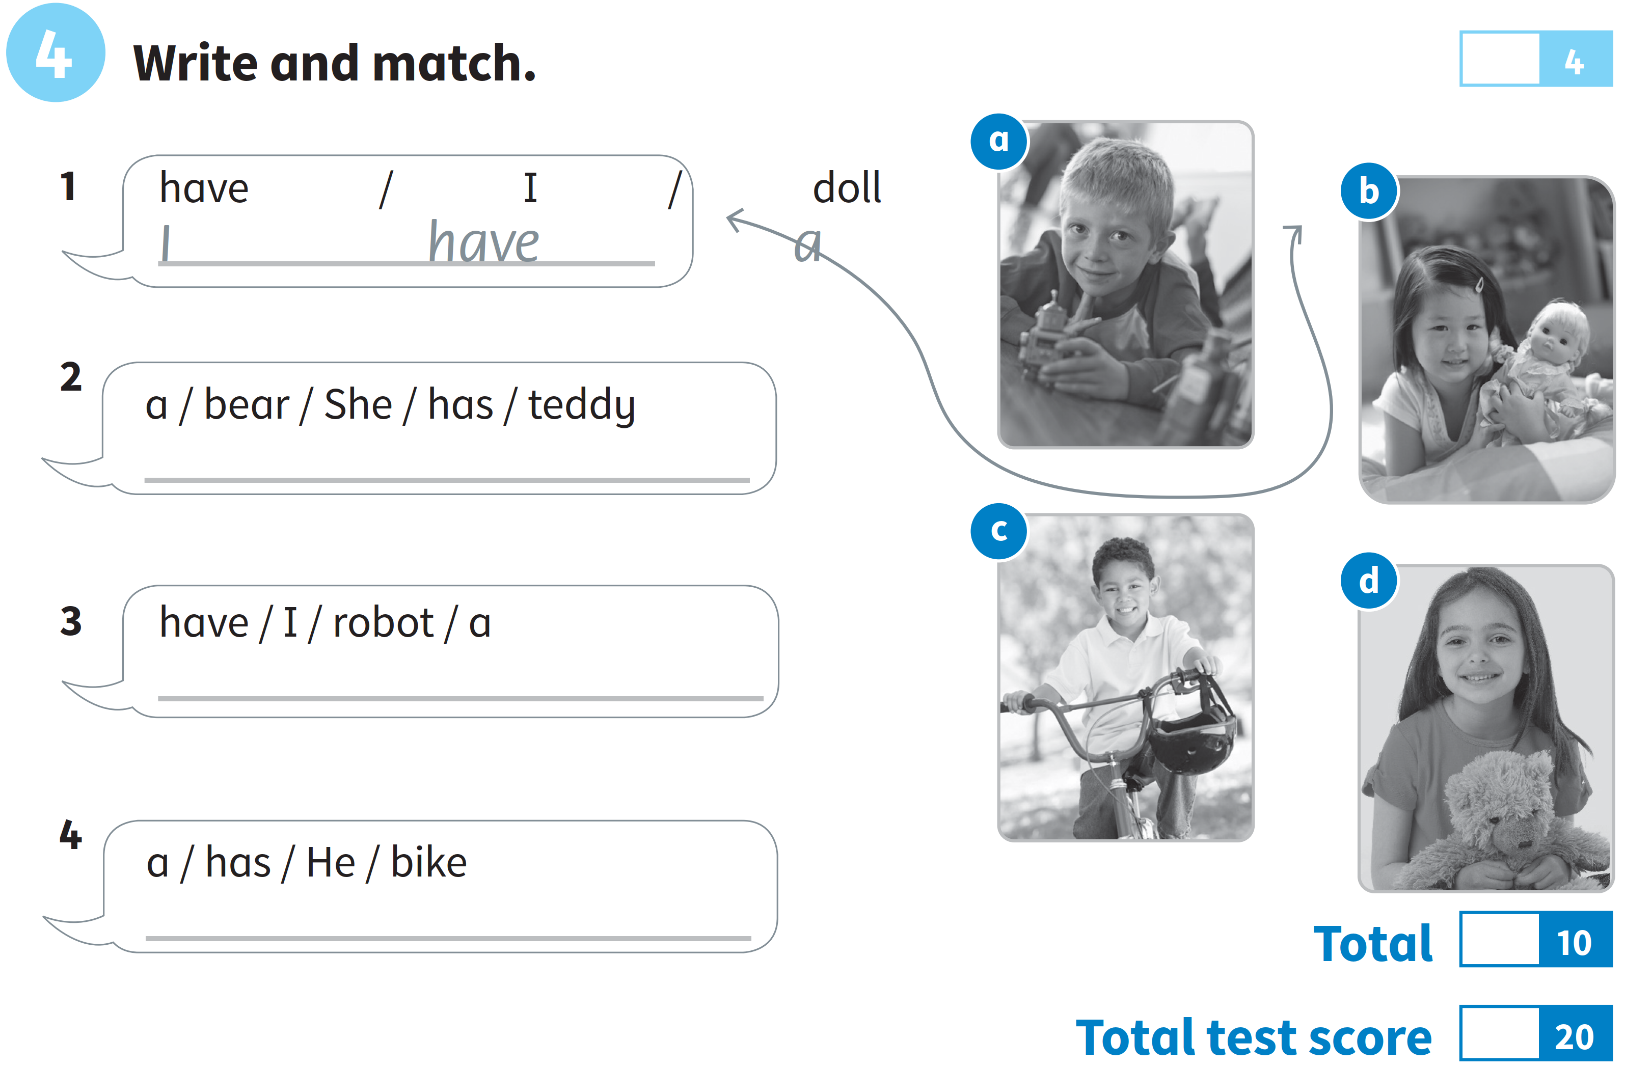 4 Write and match.
4
1 have / I / doll
I have a
2 a / bear / She / has / teddy
3 have / I / robot / a
4 a / has / He / bike
a
b
c
d
Total 10
Total test score 20